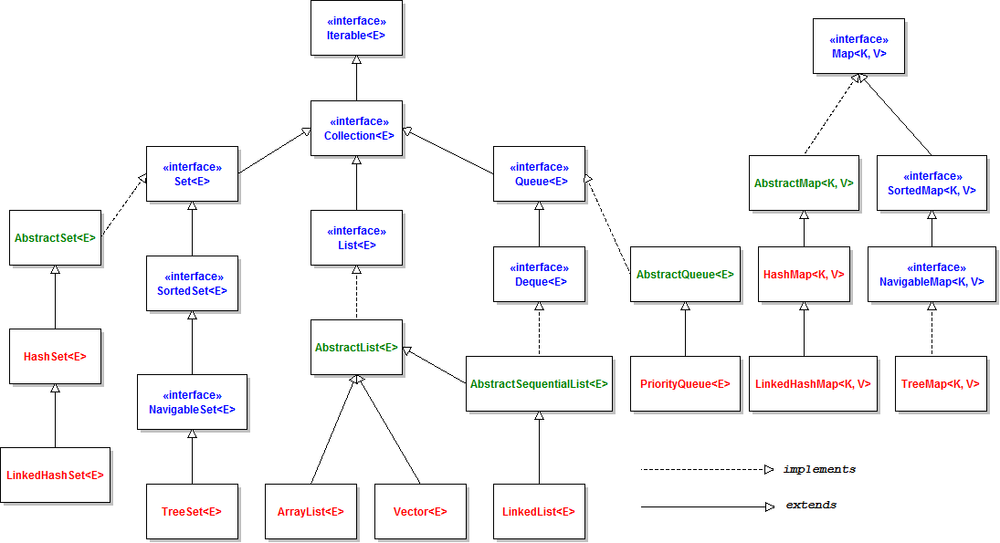 «interface»
Iterable<E>
«interface»
Map<K, V>
«interface»
Collection<E>
«interface»
Set<E>
«interface»
Queue<E>
AbstractMap<K, V>
«interface»
SortedMap<K, V>
AbstractSet<E>
«interface»
List<E>
«interface»
SortedSet<E>
«interface»
Deque<E>
AbstractQueue<E>
HashMap<K, V>
«interface»
NavigableMap<K, V>
HashSet<E>
AbstractList<E>
«interface»
NavigableSet<E>
AbstractSequentialList<E>
PriorityQueue<E>
LinkedHashMap<K, V>
TreeMap<K, V>
LinkedHashSet<E>
TreeSet<E>
ArrayList<E>
Vector<E>
LinkedList<E>
implements
extends